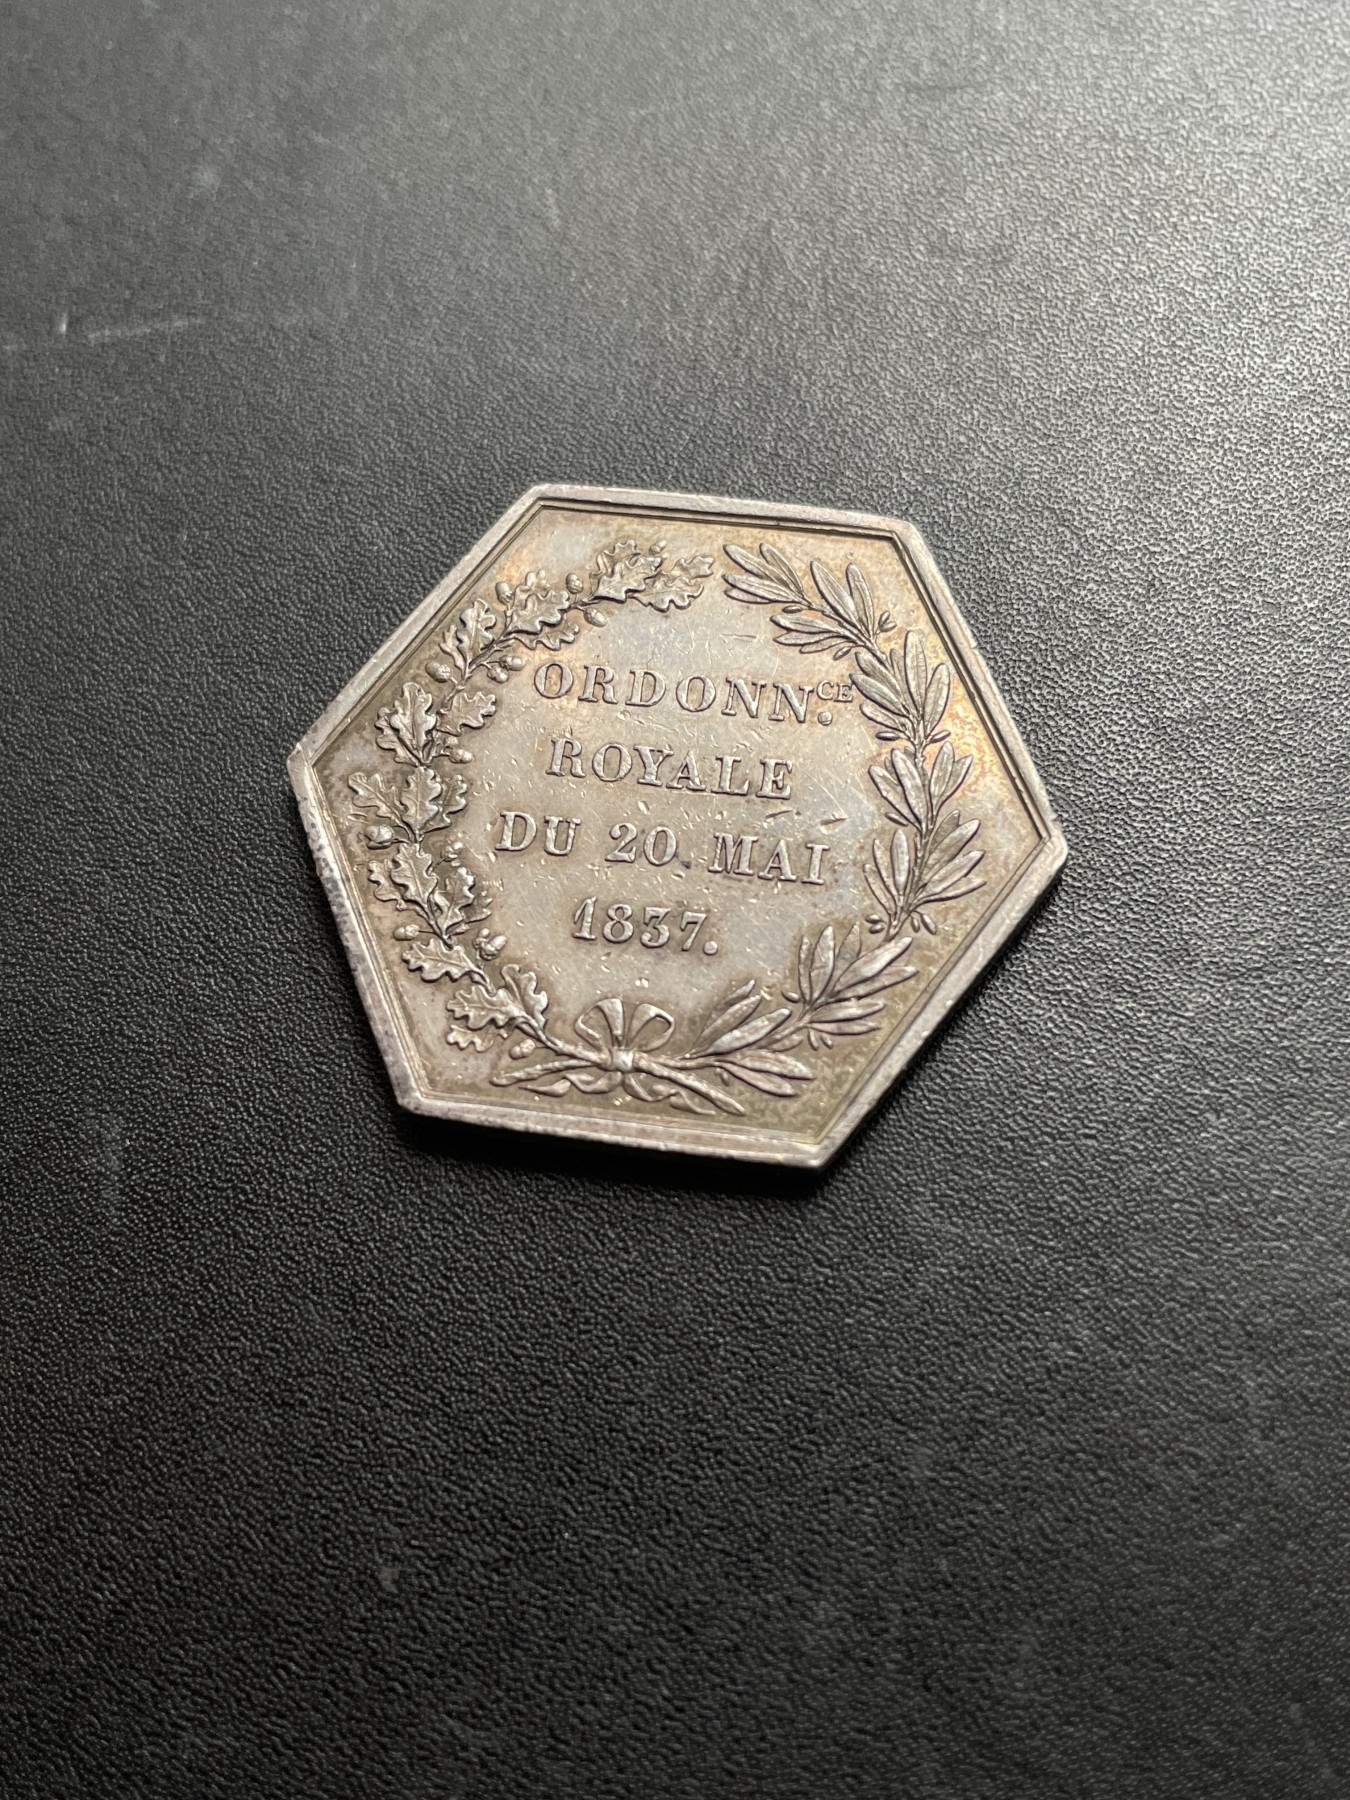 ORDONN.CE
ROYALE
DU 20 MAI
1837.